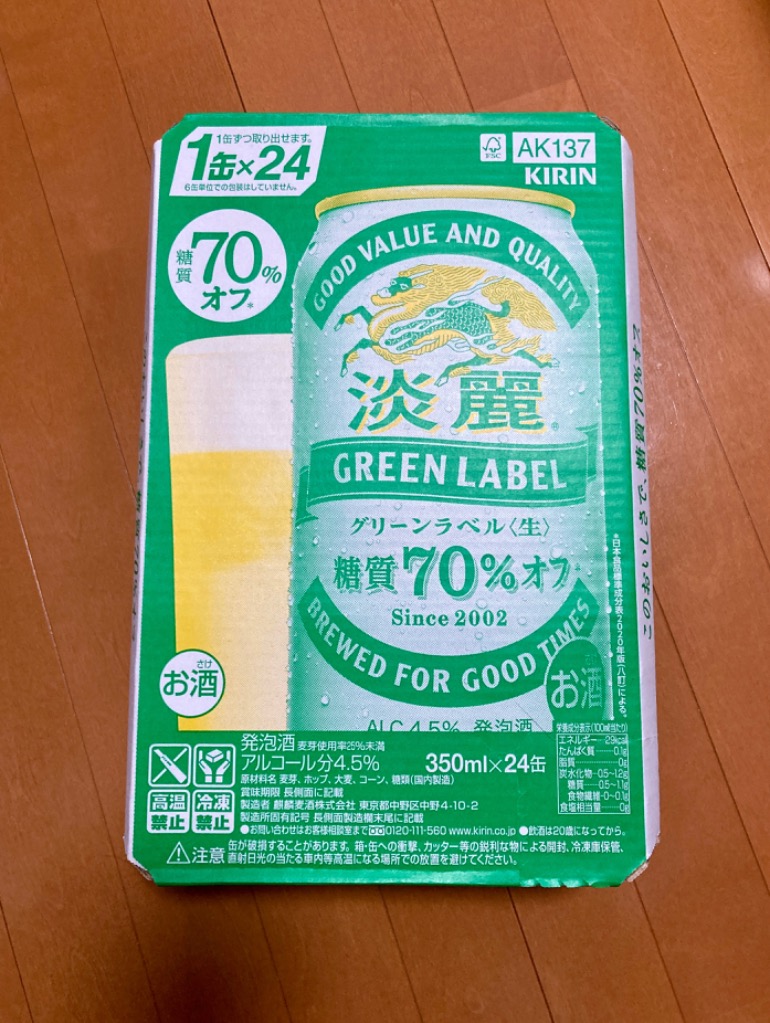 1缶ずつ取り出せます。
1缶×24
6缶単位での包装はしていません。
FSC
AK137
KIRIN
糖質70%オフ*
GOOD VALUE AND QUALITY
淡麗®
GREEN LABEL
グリーンラベル〈生〉
糖質70%オフ*
Since 2002
BREWED FOR GOOD TIMES
お酒
ALC.4.5% 発泡酒
*日本食品標準成分表2020年版(八訂)による。
さけ
お酒
発泡酒 麦芽使用率25%未満
アルコール分4.5%
350ml×24缶
原材料名 麦芽、ホップ、大麦、コーン、糖類(国内製造)
賞味期限 長側面に記載
製造者 麒麟麦酒株式会社 東京都中野区中野4-10-2
製造所固有記号 長側面製造欄末尾に記載
●お問い合わせはお客様相談室まで 0120-111-560 www.kirin.co.jp ●飲酒は20歳になってから。
高温禁止
冷凍禁止
栄養成分表示(100ml当たり)
エネルギー 29kcal
たんぱく質 0.1g
脂質 0g
炭水化物 0.5~1.2g
糖質 0.5~1.1g
食物繊維 0~0.1g
食塩相当量 0g
注意 缶が破損することがあります。箱・缶への衝撃、カッター等の鋭利な物による開封、冷凍庫保管、
直射日光の当たる車内等高温になる場所での放置を避けてください。
糖質70%オフ